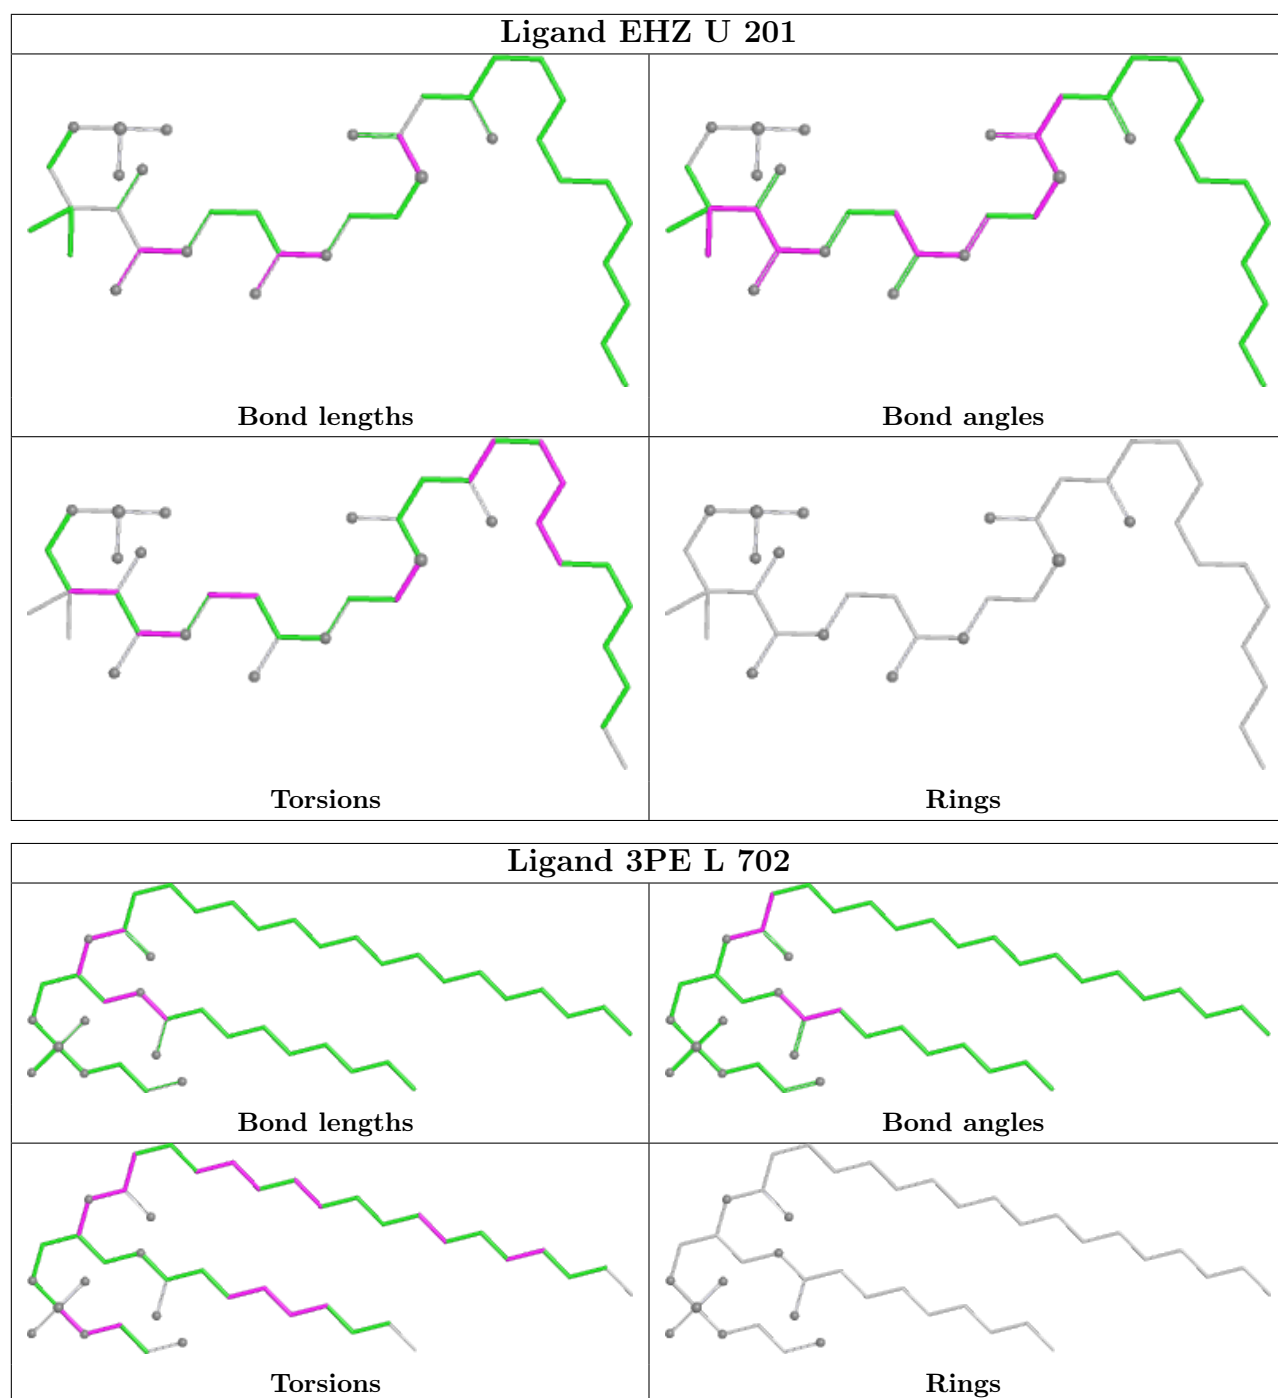 Ligand EHZ U 201
Bond lengths
Bond angles
Torsions
Rings
Ligand 3PE L 702
Bond lengths
Bond angles
Torsions
Rings